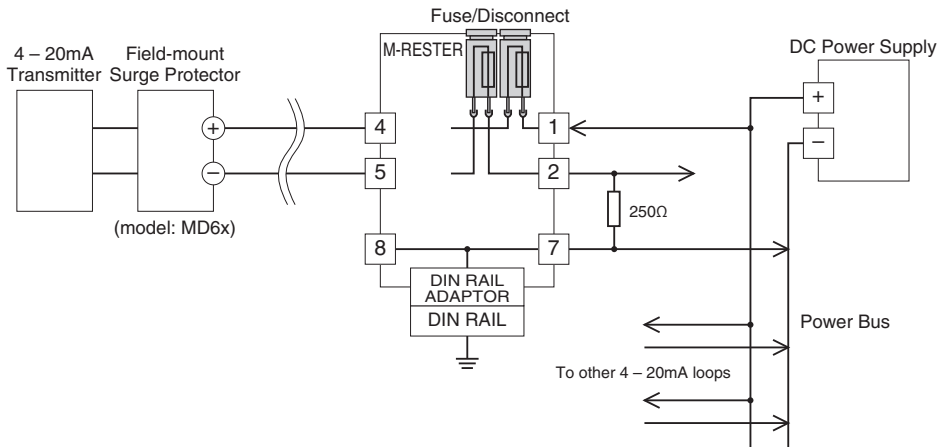 Fuse/Disconnect
4 – 20mA
Transmitter
Field-mount
Surge Protector
M-RESTER
DC Power Supply
+
–
+
–
4
1
5
2
250Ω
(model: MD6x)
8
7
DIN RAIL
ADAPTOR
DIN RAIL
Power Bus
To other 4 – 20mA loops